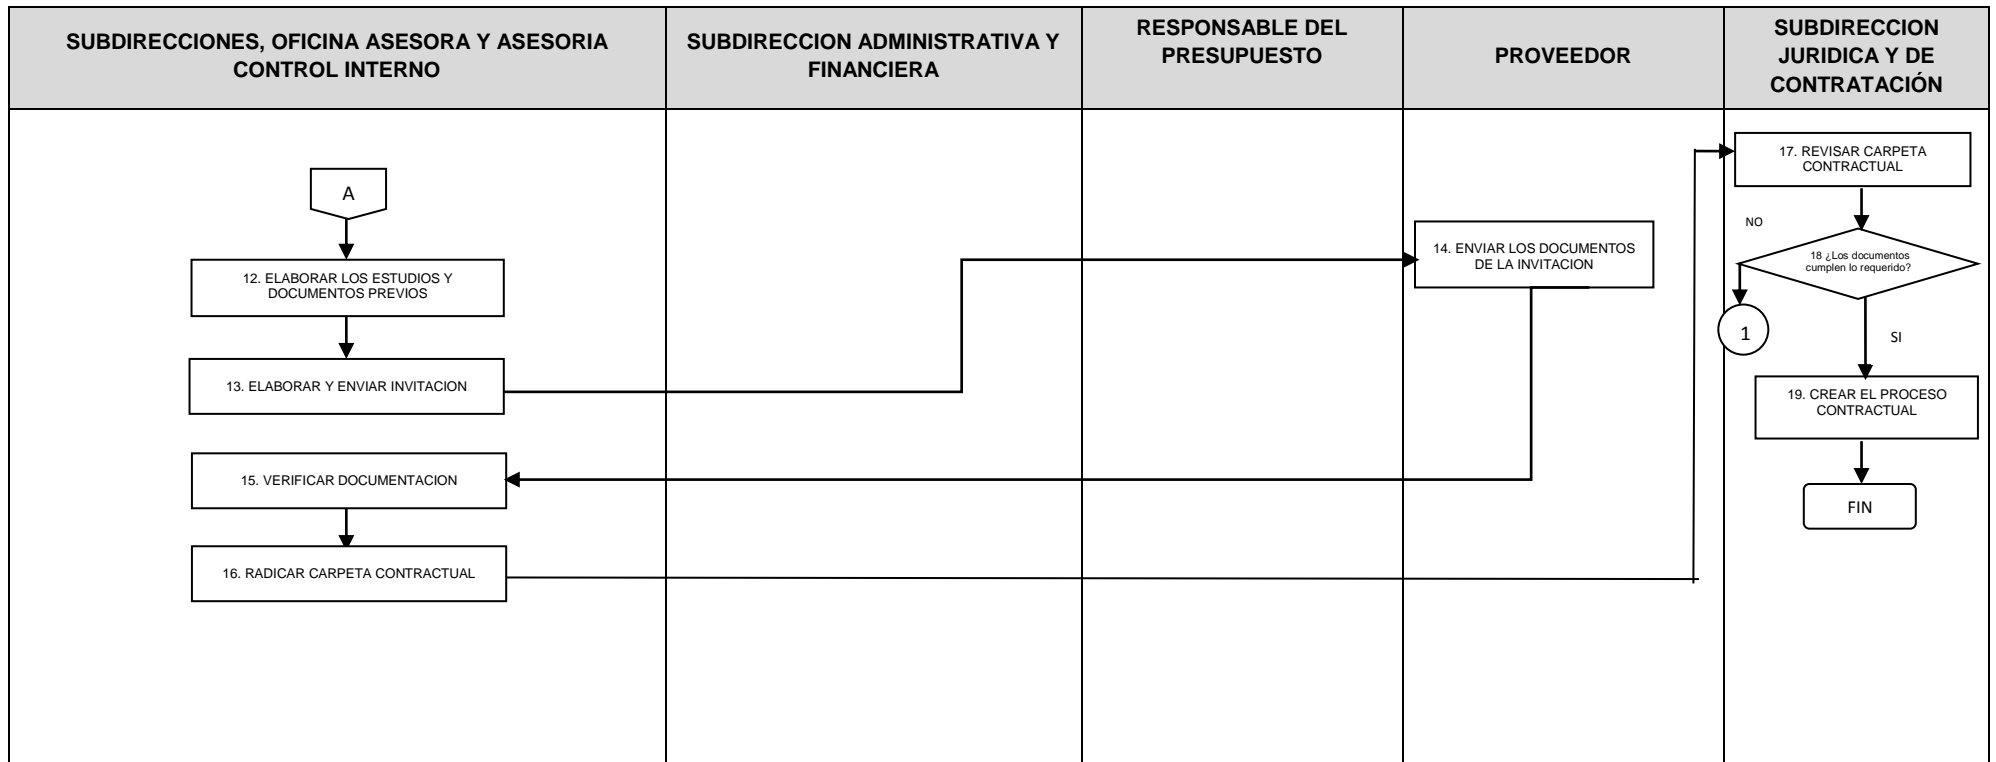 SUBDIRECCIONES, OFICINA ASESORA Y ASESORIA
CONTROL INTERNO
SUBDIRECCION ADMINISTRATIVA Y
FINANCIERA
RESPONSABLE DEL
PRESUPUESTO
PROVEEDOR
SUBDIRECCION
JURIDICA Y DE
CONTRATACIÓN
A
12. ELABORAR LOS ESTUDIOS Y
DOCUMENTOS PREVIOS
13. ELABORAR Y ENVIAR INVITACION
14. ENVIAR LOS DOCUMENTOS
DE LA INVITACION
15. VERIFICAR DOCUMENTACION
16. RADICAR CARPETA CONTRACTUAL
17. REVISAR CARPETA
CONTRACTUAL
NO
18 ¿Los documentos
cumplen lo requerido?
1
SI
19. CREAR EL PROCESO
CONTRACTUAL
FIN